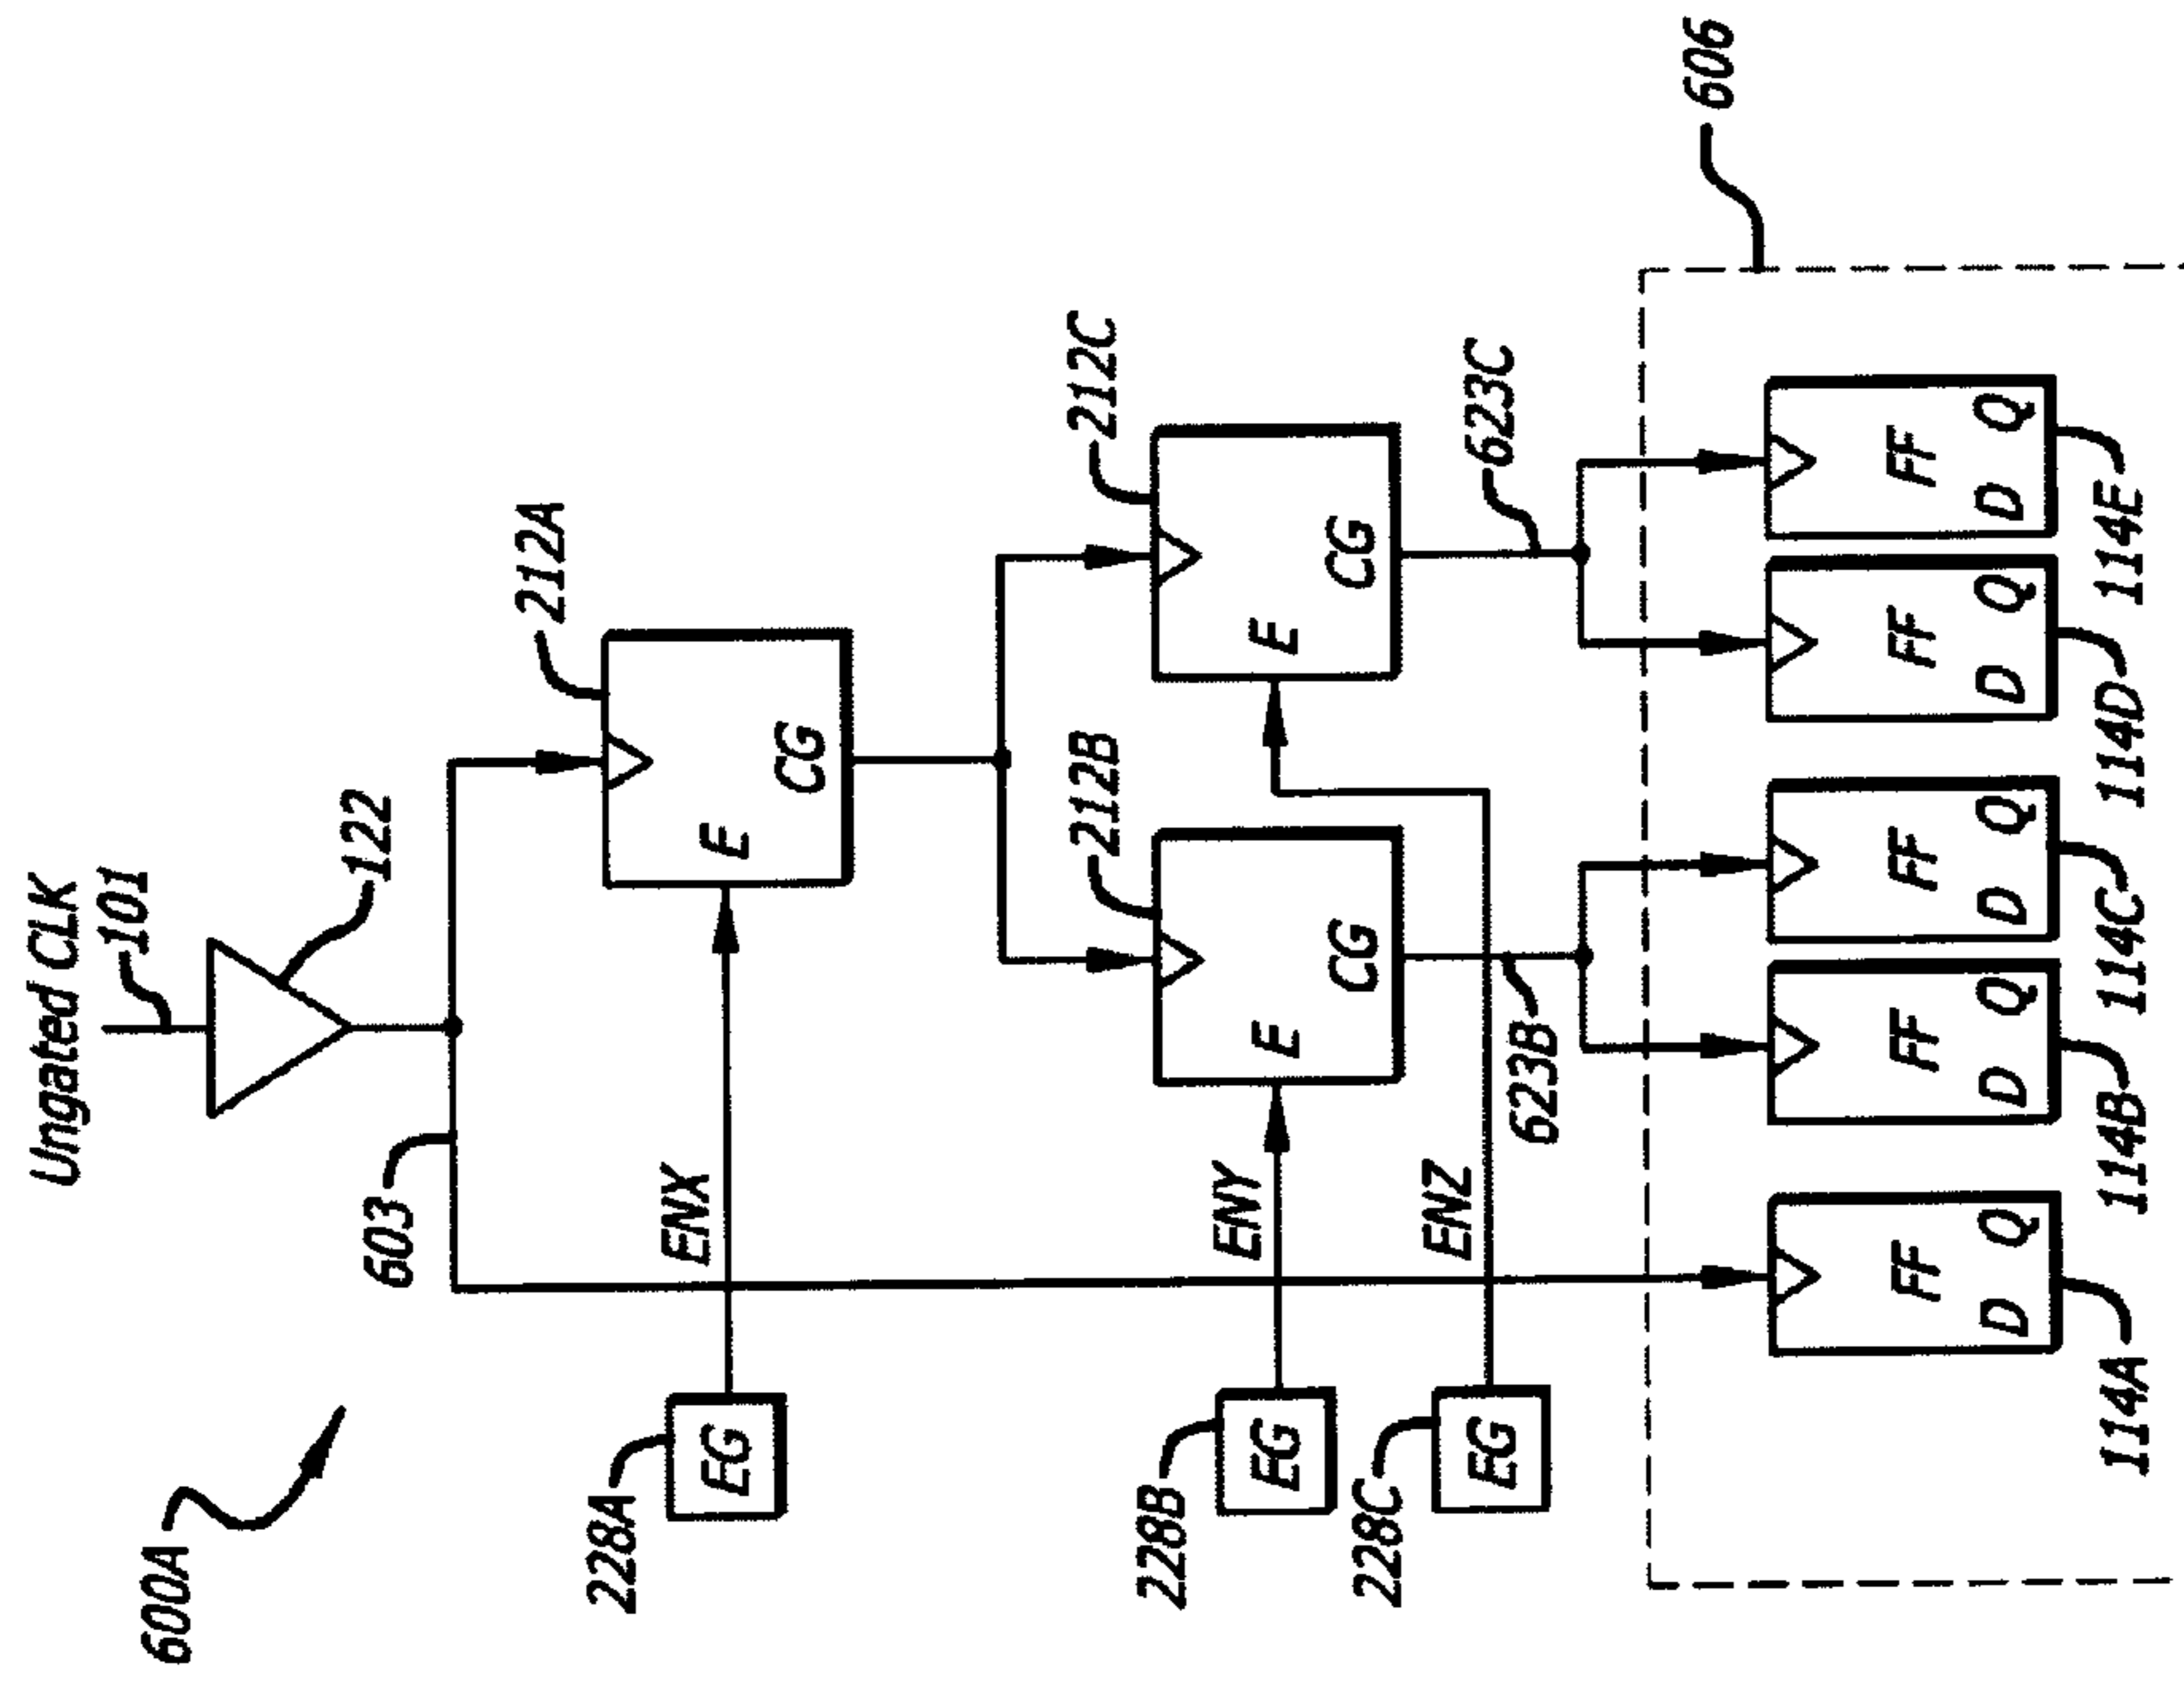 600A
Ungated CLK
101
122
603
228A
EG
ENX
E
CG
212A
228B
EG
ENY
E
CG
212B
E
CG
212C
228C
EG
ENZ
623B
623C
606
FF
D Q
114A
FF
D Q
114B
FF
D Q
114C
FF
D Q
114D
FF
D Q
114E